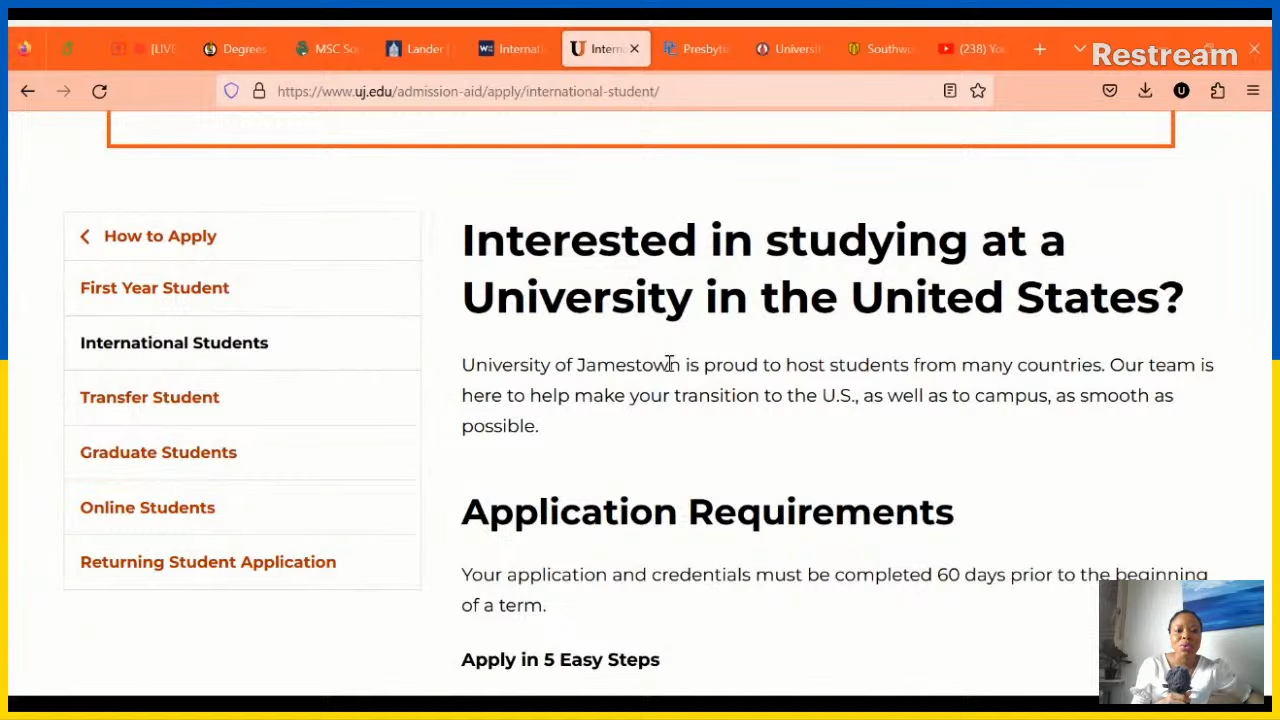 [LIVE
Degrees
MSC So
Lander
Internati
Intern
Presbyte
Universi
Southw
(238) Yo
Restream
https://www.uj.edu/admission-aid/apply/international-student/
How to Apply
First Year Student
International Students
Transfer Student
Graduate Students
Online Students
Returning Student Application
Interested in studying at a
University in the United States?
University of Jamestown is proud to host students from many countries. Our team is
here to help make your transition to the U.S., as well as to campus, as smooth as
possible.
Application Requirements
Your application and credentials must be completed 60 days prior to the beginning
of a term.
Apply in 5 Easy Steps